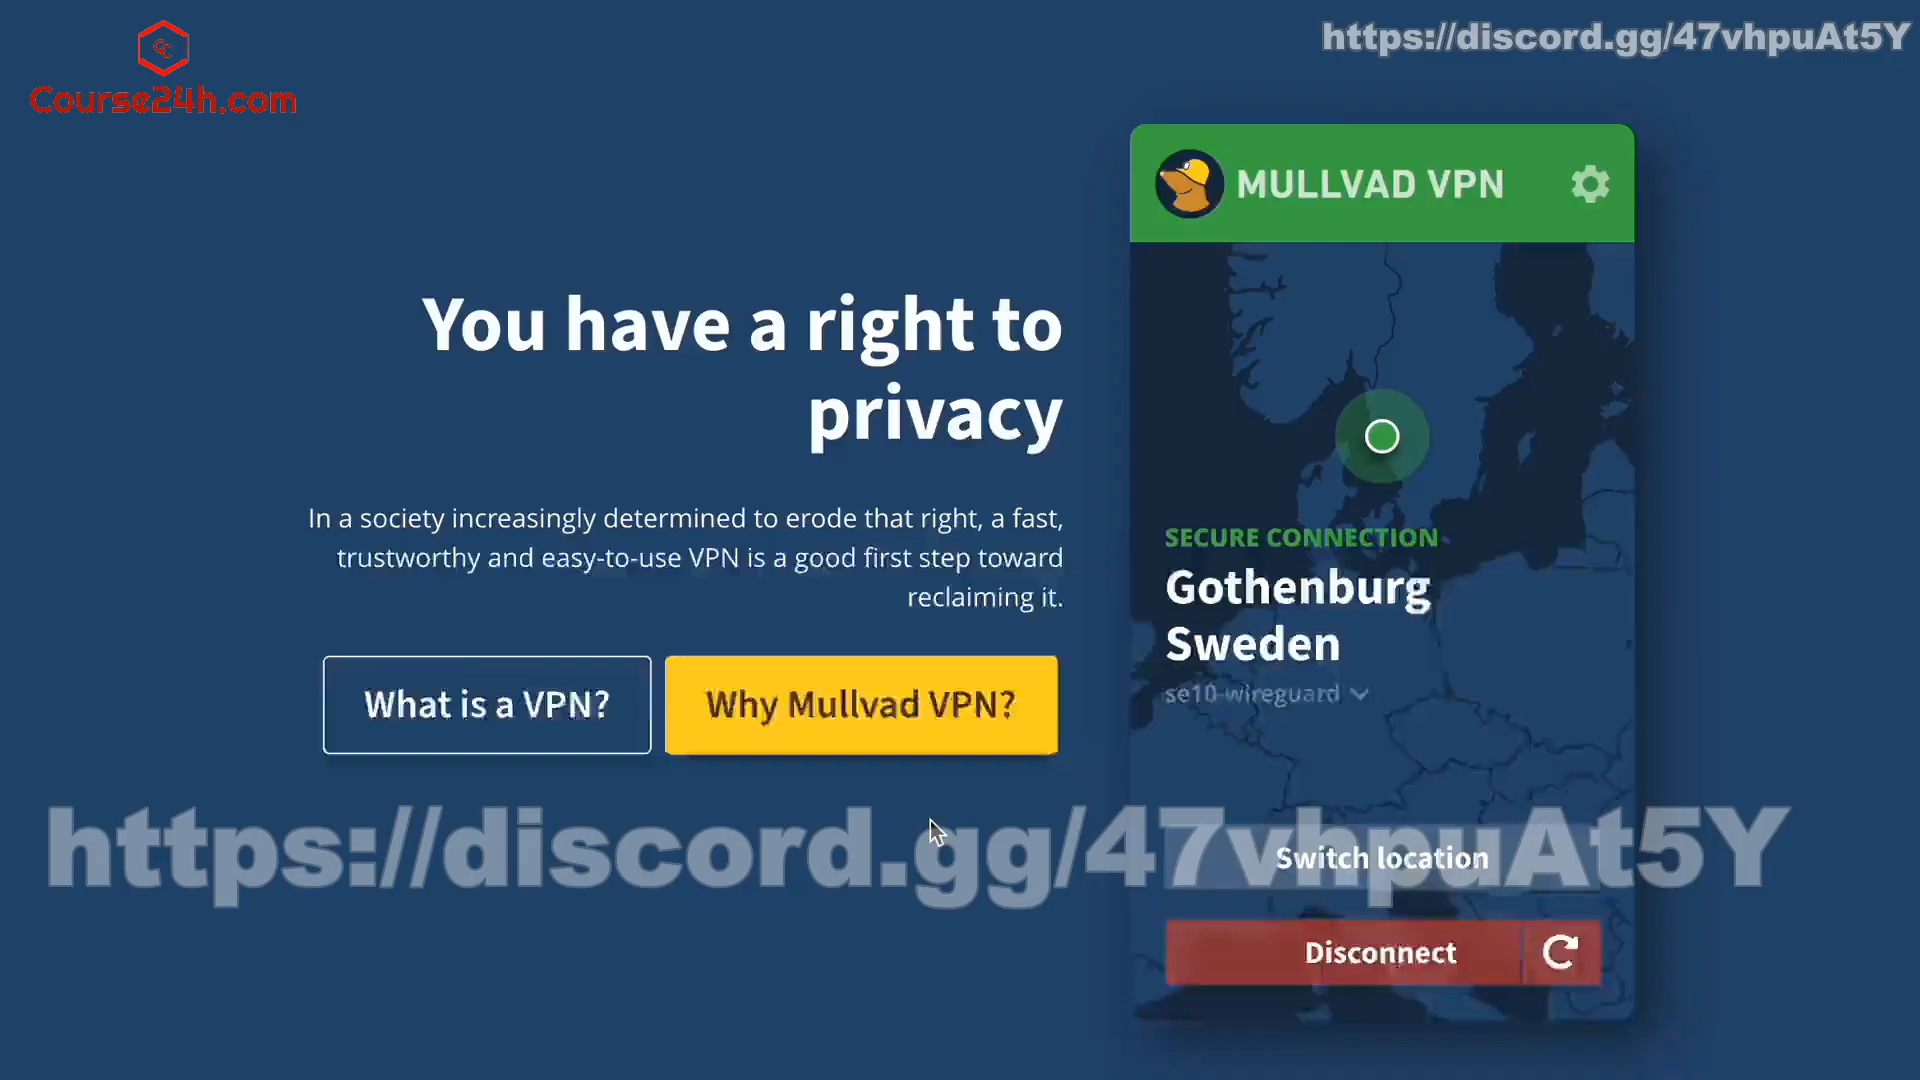 Course24h.com
https://discord.gg/47vhpuAt5Y
MULLVAD VPN
You have a right to
privacy
In a society increasingly determined to erode that right, a fast,
trustworthy and easy-to-use VPN is a good first step toward
reclaiming it.
What is a VPN?
Why Mullvad VPN?
SECURE CONNECTION
Gothenburg
Sweden
se10-wireguard
https://discord.gg/47vhpuAt5Y
Switch location
Disconnect